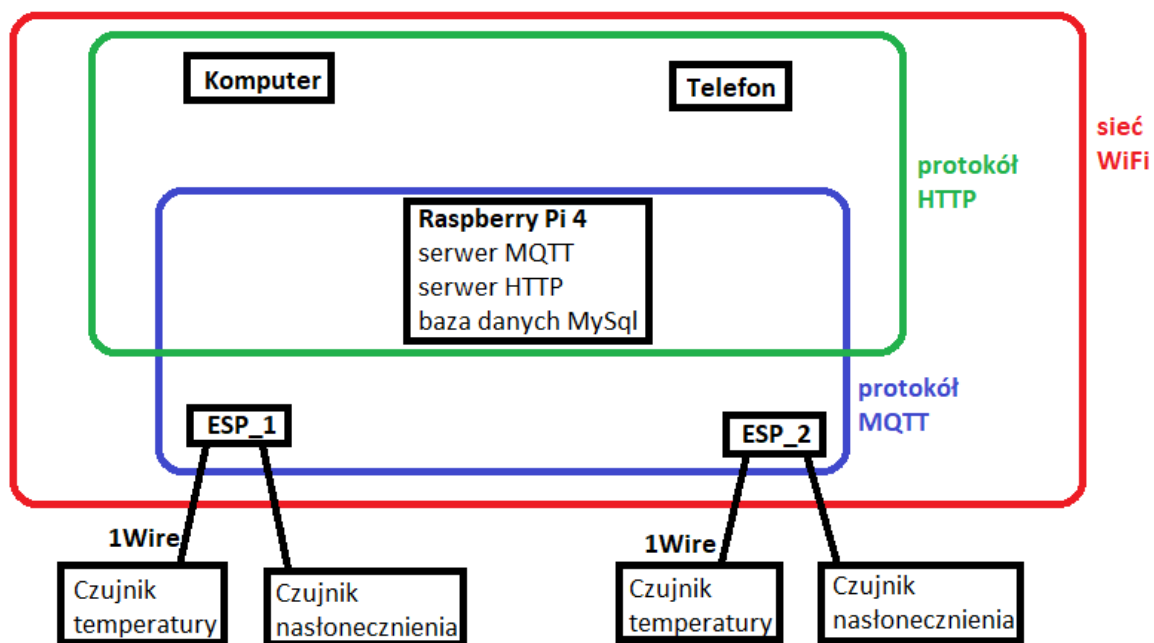 Komputer
Telefon
sieć
WiFi
protokół
HTTP
Raspberry Pi 4
serwer MQTT
serwer HTTP
baza danych MySql
protokół
MQTT
ESP_1
ESP_2
1Wire
1Wire
Czujnik
temperatury
Czujnik
nasłonecznienia
Czujnik
temperatury
Czujnik
nasłonecznienia